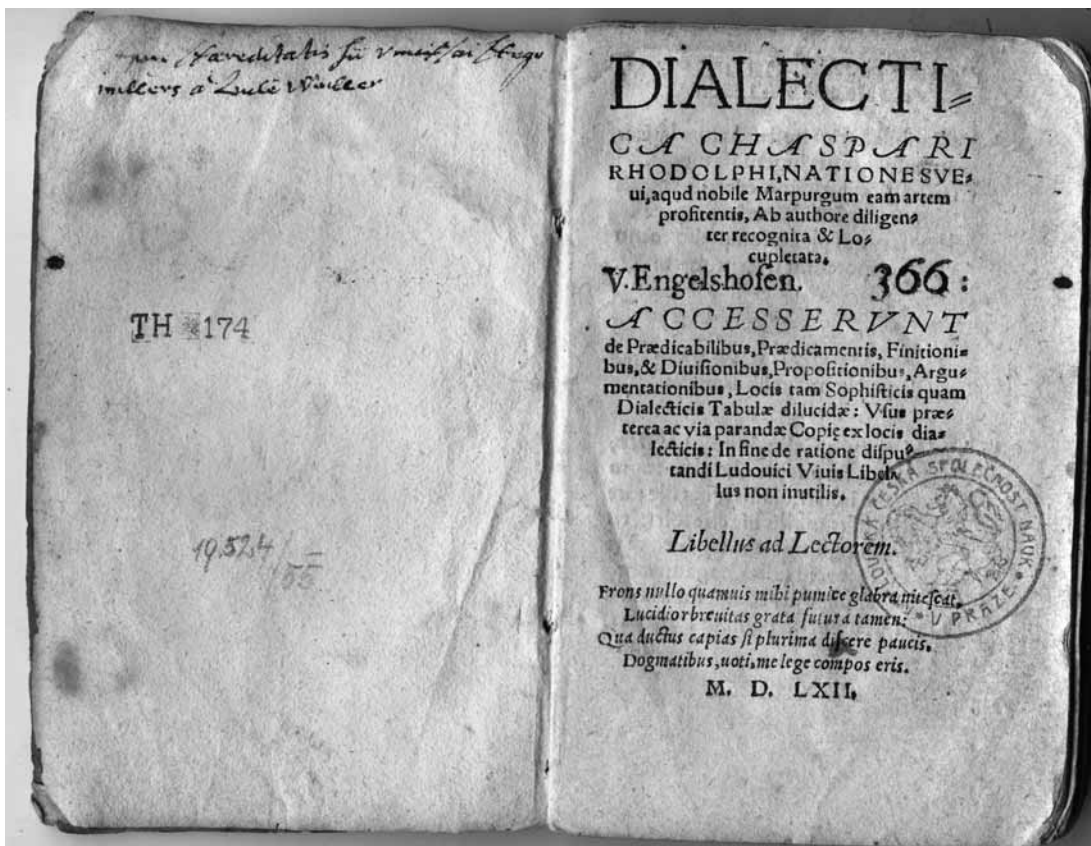 millers à
TH 174
19.524/55
DIALECTI⸗
CA CHASPARI
RHODOLPHI, NATIONE SVE⸗
ui, aqud nobile Marpurgum eam artem
profitentis, Ab authore diligen⸗
ter recognita & Lo⸗
cupletata.
V. Engelshofen. 366:
ACCESSERVNT
de Prædicabilibus, Prædicamentis, Finitioni⸗
bus, & Diuisionibus, Propositionibus, Argu⸗
mentationibus, Locis tam Sophisticis quam
Dialecticis Tabulæ dilucidæ: Vsus præ⸗
terea ac via parandæ Copię ex locis dia⸗
lecticis: In fine de ratione dispu⸗
tandi Ludouici Viuis Libel⸗
lus non inutilis.
Libellus ad Lectorem.
Frons nullo quamuis mihi pumice glabra nitescat,
Lucidior breuitas grata futura tamen:
Qua ductus capias si plurima discere paucis.
Dogmatibus, uoti, me lege compos eris.
M. D. LXII.
ČESKÁ SPOLEČNOST NAUK • V PRAZE •